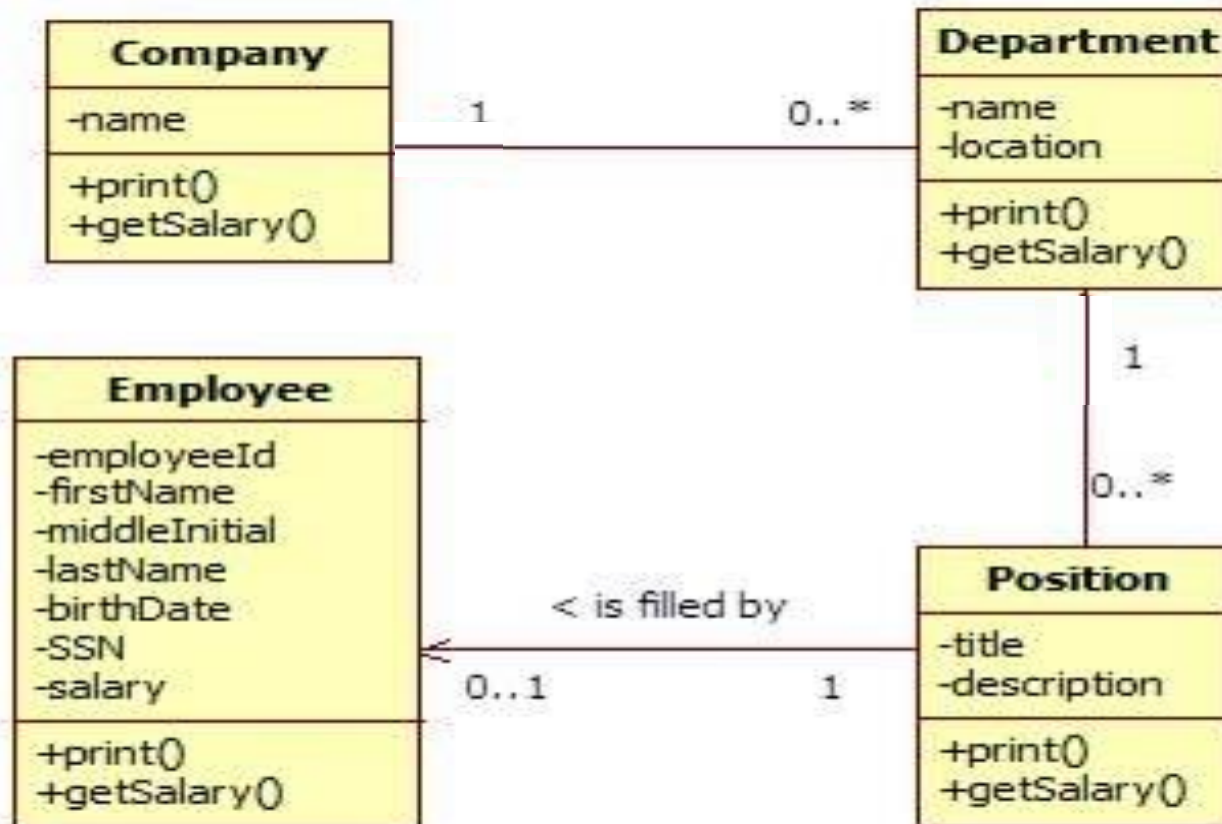 Company
-name
+print()
+getSalary()
1
0..*
Department
-name
-location
+print()
+getSalary()
1
0..*
Employee
-employeeId
-firstName
-middleInitial
-lastName
-birthDate
-SSN
-salary
+print()
+getSalary()
< is filled by
0..1
1
Position
-title
-description
+print()
+getSalary()